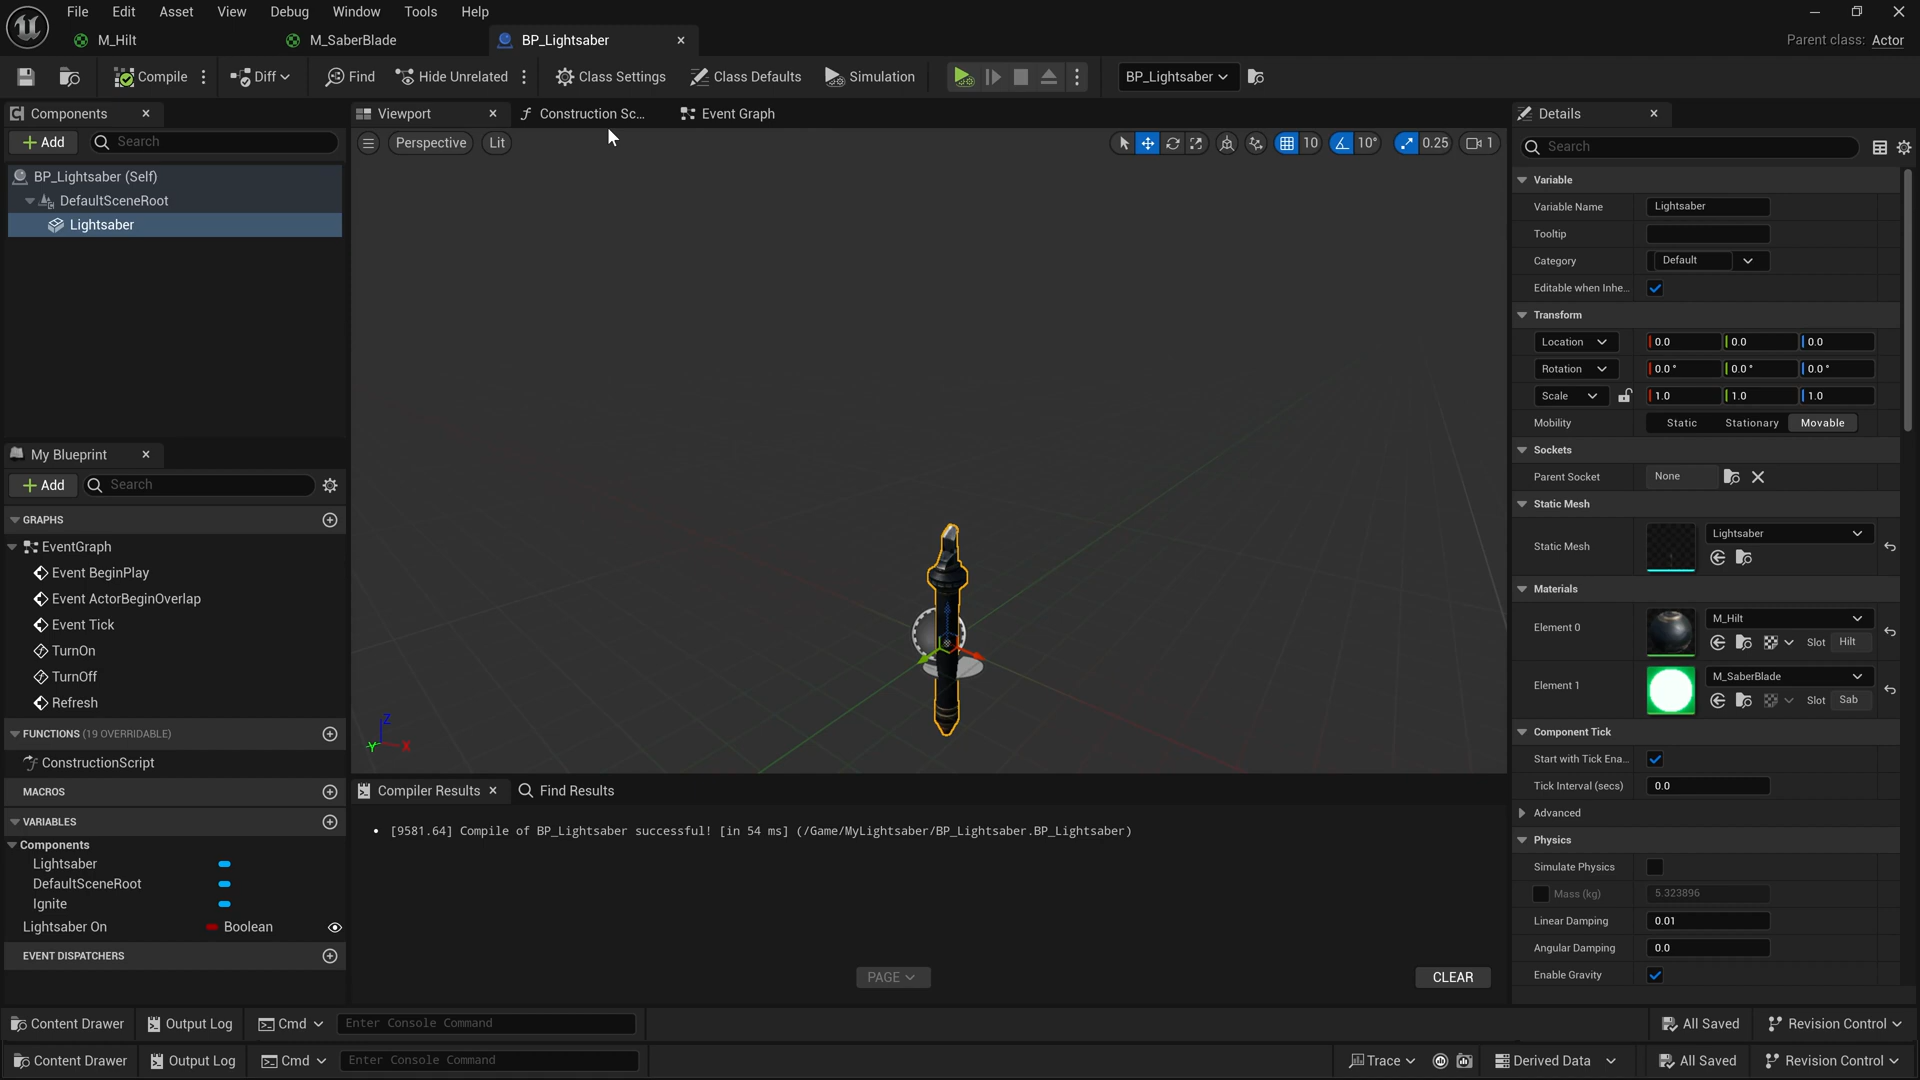 File Edit Asset View Debug Window Tools Help
M_Hilt M_SaberBlade BP_Lightsaber Parent class: Actor
Compile Diff Find Hide Unrelated Class Settings Class Defaults Simulation BP_Lightsaber
Components
Add Search
BP_Lightsaber (Self)
DefaultSceneRoot
Lightsaber
My Blueprint
Add Search
GRAPHS
EventGraph
Event BeginPlay
Event ActorBeginOverlap
Event Tick
TurnOn
TurnOff
Refresh
FUNCTIONS (19 OVERRIDABLE)
ConstructionScript
MACROS
VARIABLES
Components
Lightsaber
DefaultSceneRoot
Ignite
Lightsaber On Boolean
EVENT DISPATCHERS
Viewport Construction Sc... Event Graph
Perspective Lit 10 10° 0.25 1
Z
Y X
Compiler Results Find Results
[9581.64] Compile of BP_Lightsaber successful! [in 54 ms] (/Game/MyLightsaber/BP_Lightsaber.BP_Lightsaber)
PAGE CLEAR
Details
Search
Variable
Variable Name Lightsaber
Tooltip
Category Default
Editable when Inhe...
Transform
Location 0.0 0.0 0.0
Rotation 0.0° 0.0° 0.0°
Scale 1.0 1.0 1.0
Mobility Static Stationary Movable
Sockets
Parent Socket None
Static Mesh
Static Mesh Lightsaber
Materials
Element 0 M_Hilt
Slot Hilt
Element 1 M_SaberBlade
Slot Sab
Component Tick
Start with Tick Ena...
Tick Interval (secs) 0.0
Advanced
Physics
Simulate Physics
Mass (kg) 5.323896
Linear Damping 0.01
Angular Damping 0.0
Enable Gravity
Content Drawer Output Log Cmd Enter Console Command All Saved Revision Control
Content Drawer Output Log Cmd Enter Console Command Trace Derived Data All Saved Revision Control